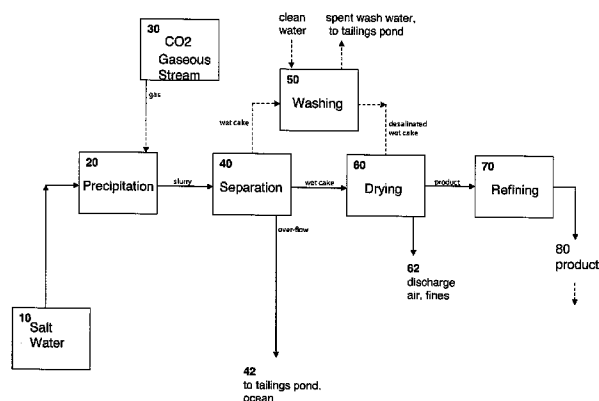 30
CO2
Gaseous
Stream
gas
clean
water
spent wash water,
to tailings pond
50
Washing
wet cake
desalinated
wet cake
20
Precipitation
slurry
40
Separation
wet cake
60
Drying
product
70
Refining
over-flow
80
product
62
discharge
air, fines
10
Salt
Water
42
to tailings pond,
ocean